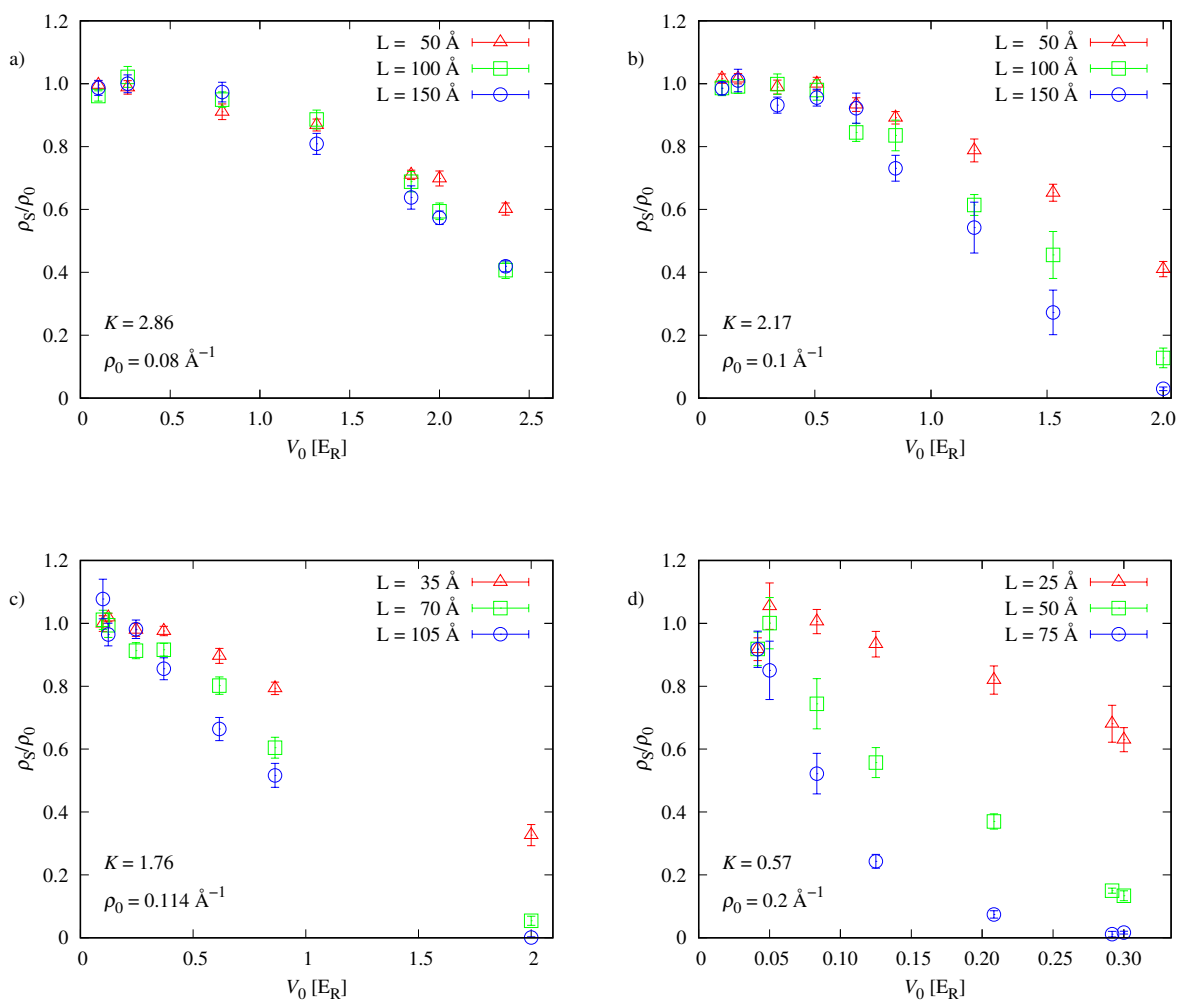 a)
1.2
1.0
0.8
0.6
0.4
0.2
0
ρS/ρ0
L = 50 Å
L = 100 Å
L = 150 Å
K = 2.86
ρ0 = 0.08 Å−1
0 0.5 1.0 1.5 2.0 2.5
V0 [ER]
b)
1.2
1.0
0.8
0.6
0.4
0.2
0
ρS/ρ0
L = 50 Å
L = 100 Å
L = 150 Å
K = 2.17
ρ0 = 0.1 Å−1
0 0.5 1.0 1.5 2.0
V0 [ER]
c)
1.2
1.0
0.8
0.6
0.4
0.2
0
ρS/ρ0
L = 35 Å
L = 70 Å
L = 105 Å
K = 1.76
ρ0 = 0.114 Å−1
0 0.5 1 1.5 2
V0 [ER]
d)
1.2
1.0
0.8
0.6
0.4
0.2
0
ρS/ρ0
L = 25 Å
L = 50 Å
L = 75 Å
K = 0.57
ρ0 = 0.2 Å−1
0 0.05 0.10 0.15 0.20 0.25 0.30
V0 [ER]